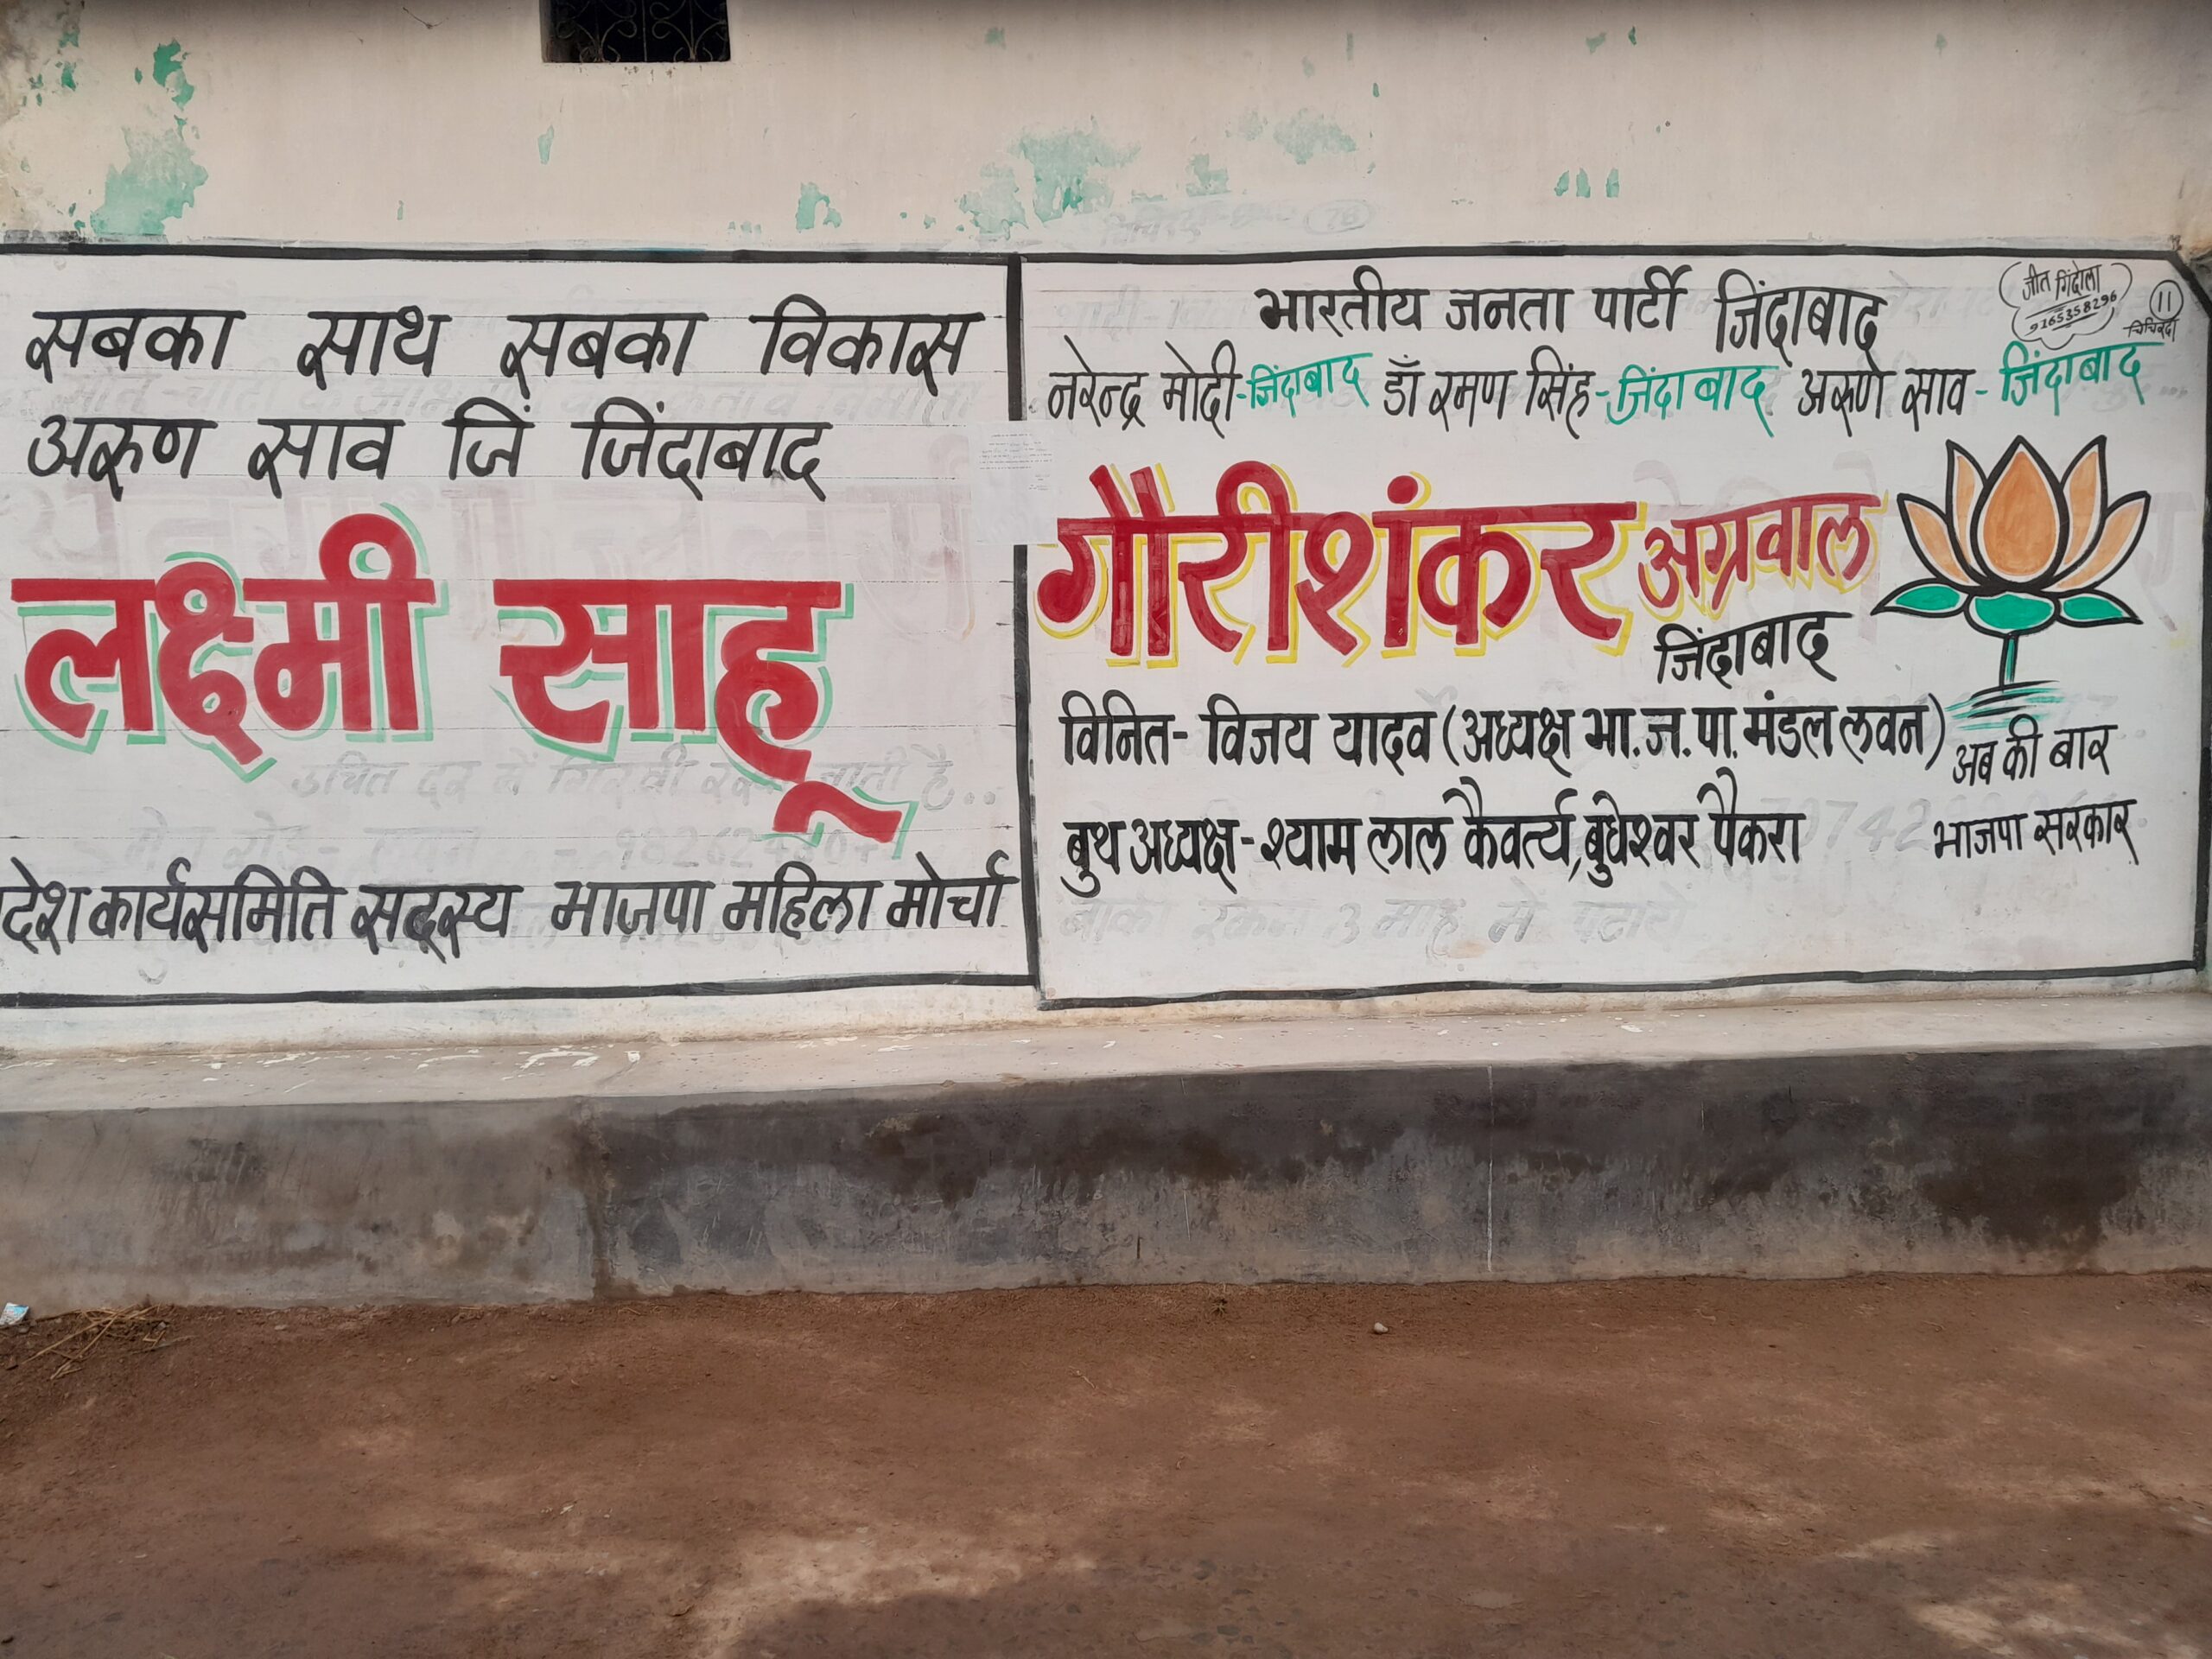 सबका साथ सबका विकास
अरुण साव जिं जिंदाबाद
लक्ष्मी साहू
देश कार्यसमिति सदस्य भाजपा महिला मोर्चा
भारतीय जनता पार्टी जिंदाबाद
जीत गिंदोला
9165358296
11
नरेन्द्र मोदी-जिंदाबाद डॉ रमण सिंह-जिंदाबाद अरुण साव-जिंदाबाद
गौरीशंकर अग्रवाल
जिंदाबाद
विनित- विजय यादव (अध्यक्ष भा.ज.पा.मंडल लवन)
बुथ अध्यक्ष-श्याम लाल कैवर्त्य,बुधेश्वर पैकरा
अब की बार
भाजपा सरकार